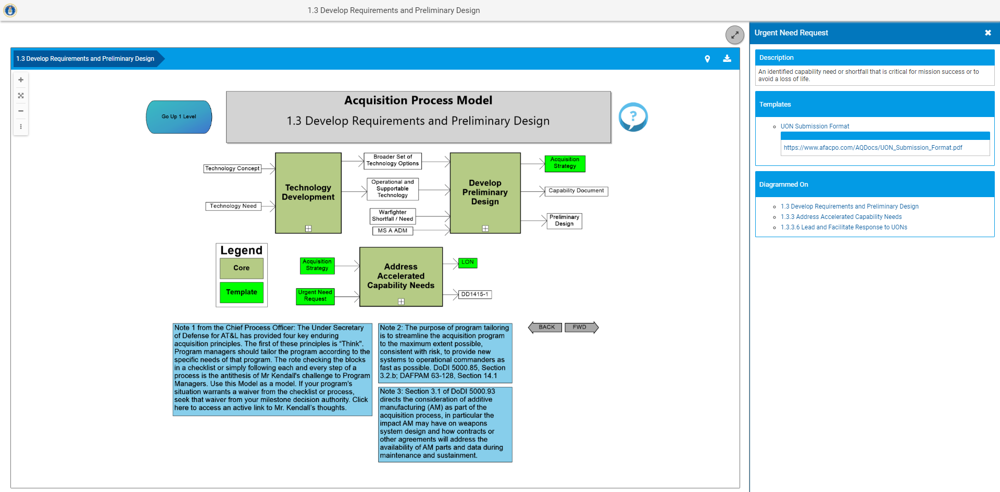 1.3 Develop Requirements and Preliminary Design
Urgent Need Request
1.3 Develop Requirements and Preliminary Design
Description
An identified capability need or shortfall that is critical for mission success or to
avoid a loss of life.
Templates
UON Submission Format
https://www.afacpo.com/AQDocs/UON_Submission_Format.pdf
Diagrammed On
1.3 Develop Requirements and Preliminary Design
1.3.3 Address Accelerated Capability Needs
1.3.3.6 Lead and Facilitate Response to UONs
Go Up 1 Level
Acquisition Process Model
1.3 Develop Requirements and Preliminary Design
?
Technology Concept
Technology Need
Technology
Development
Broader Set of
Technology Options
Operational and
Supportable
Technology
Warfighter
Shortfall / Need
MS A ADM
Develop
Preliminary
Design
Acquisition
Strategy
Capability Document
Preliminary
Design
Legend
Core
Template
Acquisition
Strategy
Urgent Need
Request
Address
Accelerated
Capability Needs
LON
DD1415-1
Note 1 from the Chief Process Officer: The Under Secretary
of Defense for AT&L has provided four key enduring
acquisition principles. The first of these principles is "Think".
Program managers should tailor the program according to the
specific needs of that program. The rote checking the blocks
in a checklist or simply following each and every step of a
process is the antithesis of Mr Kendall's challenge to Program
Managers. Use this Model as a model. If your program's
situation warrants a waiver from the checklist or process,
seek that waiver from your milestone decision authority. Click
here to access an active link to Mr. Kendall's thoughts.
Note 2: The purpose of program tailoring
is to streamline the acquisition program
to the maximum extent possible,
consistent with risk, to provide new
systems to operational commanders as
fast as possible. DoDI 5000.85, Section
3.2.b; DAFPAM 63-128, Section 14.1
Note 3: Section 3.1 of DoDI 5000.93
directs the consideration of additive
manufacturing (AM) as part of the
acquisition process, in particular the
impact AM may have on weapons
system design and how contracts or
other agreements will address the
availability of AM parts and data during
maintenance and sustainment.
BACK
FWD